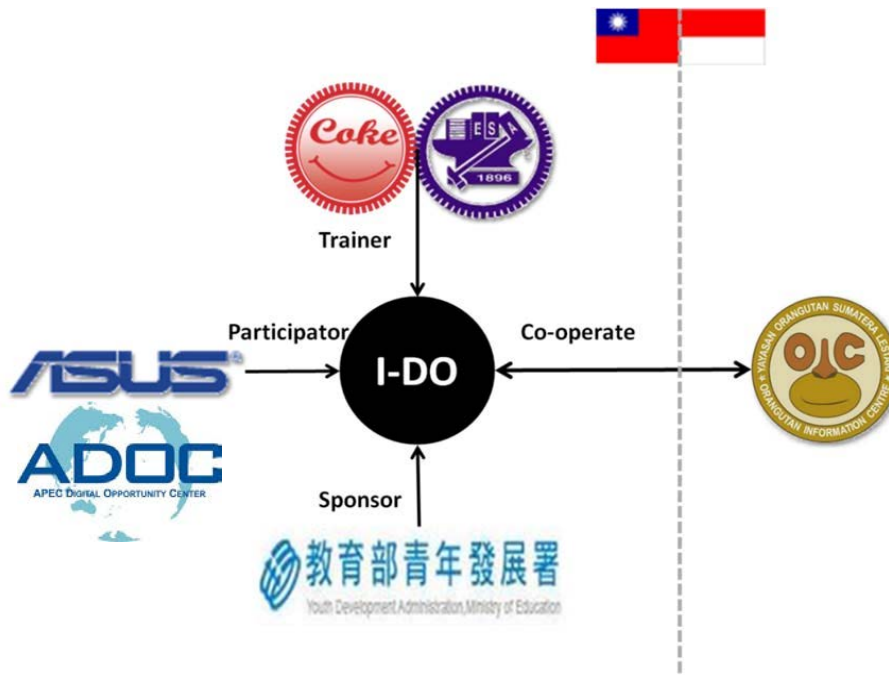 Coke
ESA
1896
Trainer
Participator
Co-operate
I-DO
ASUS®
YAYASAN ORANGUTAN SUMATERA LESTARI
OIC
ORANGUTAN INFORMATION CENTRE
ADOC
APEC DIGITAL OPPORTUNITY CENTER
Sponsor
教育部青年發展署
Youth Development Administration,Ministry of Education